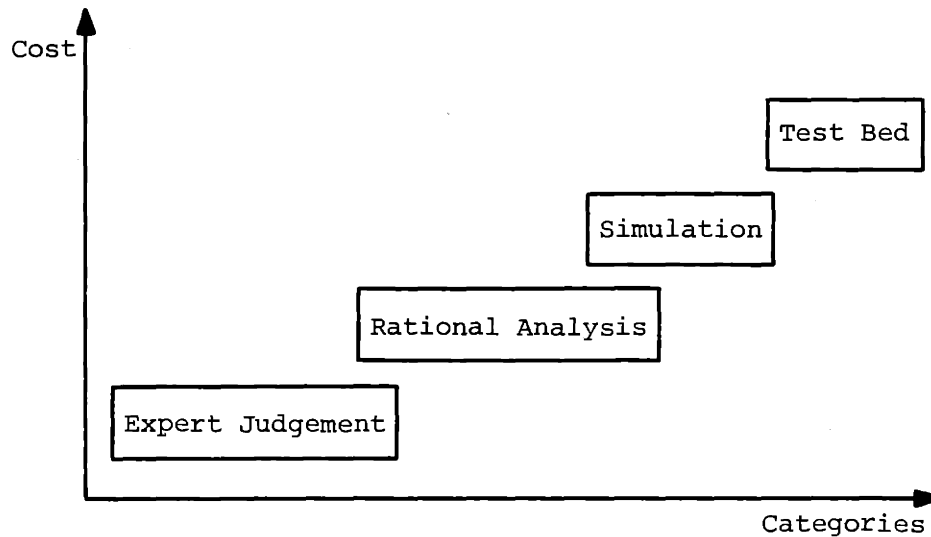 Cost
Test Bed
Simulation
Rational Analysis
Expert Judgement
Categories